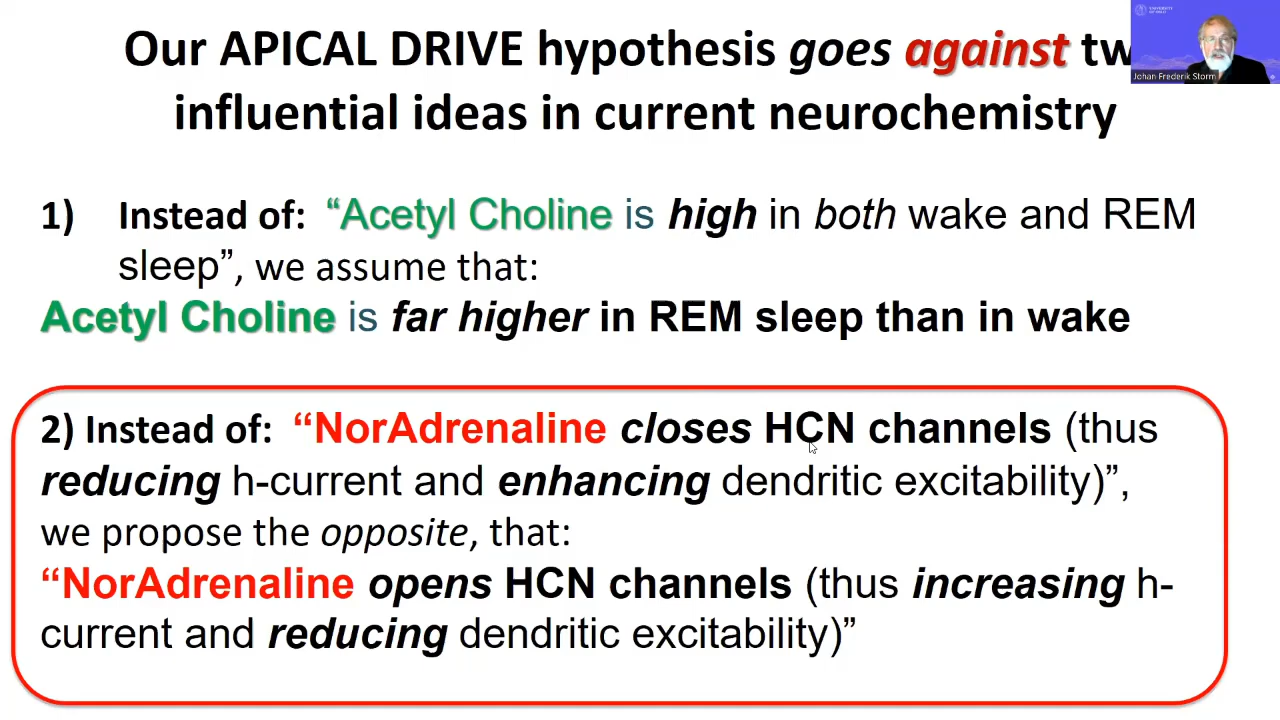 Our APICAL DRIVE hypothesis goes against tw
influential ideas in current neurochemistry
UNIVERSITY
OF OSLO
Johan Frederik Storm
1) Instead of: “Acetyl Choline is high in both wake and REM
sleep”, we assume that:
Acetyl Choline is far higher in REM sleep than in wake
2) Instead of: “NorAdrenaline closes HCN channels (thus
reducing h-current and enhancing dendritic excitability)”,
we propose the opposite, that:
“NorAdrenaline opens HCN channels (thus increasing h-
current and reducing dendritic excitability)”